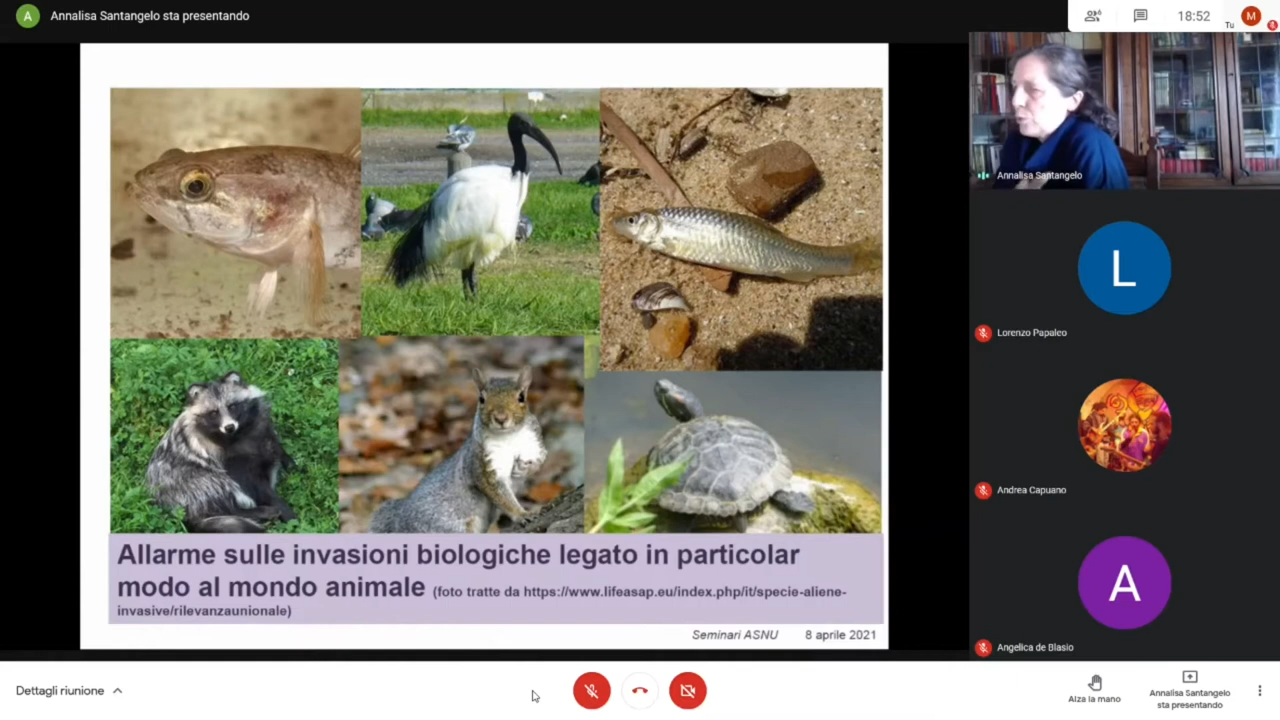 A
Annalisa Santangelo sta presentando
6
18:52
Tu
M
Annalisa Santangelo
L
Lorenzo Papaleo
Andrea Capuano
A
Angelica de Blasio
Allarme sulle invasioni biologiche legato in particolar
modo al mondo animale (foto tratte da https://www.lifeasap.eu/index.php/it/specie-aliene-
invasive/rilevanzaunionale)
Seminari ASNU 8 aprile 2021
Dettagli riunione
Alza la mano
Annalisa Santangelo
sta presentando